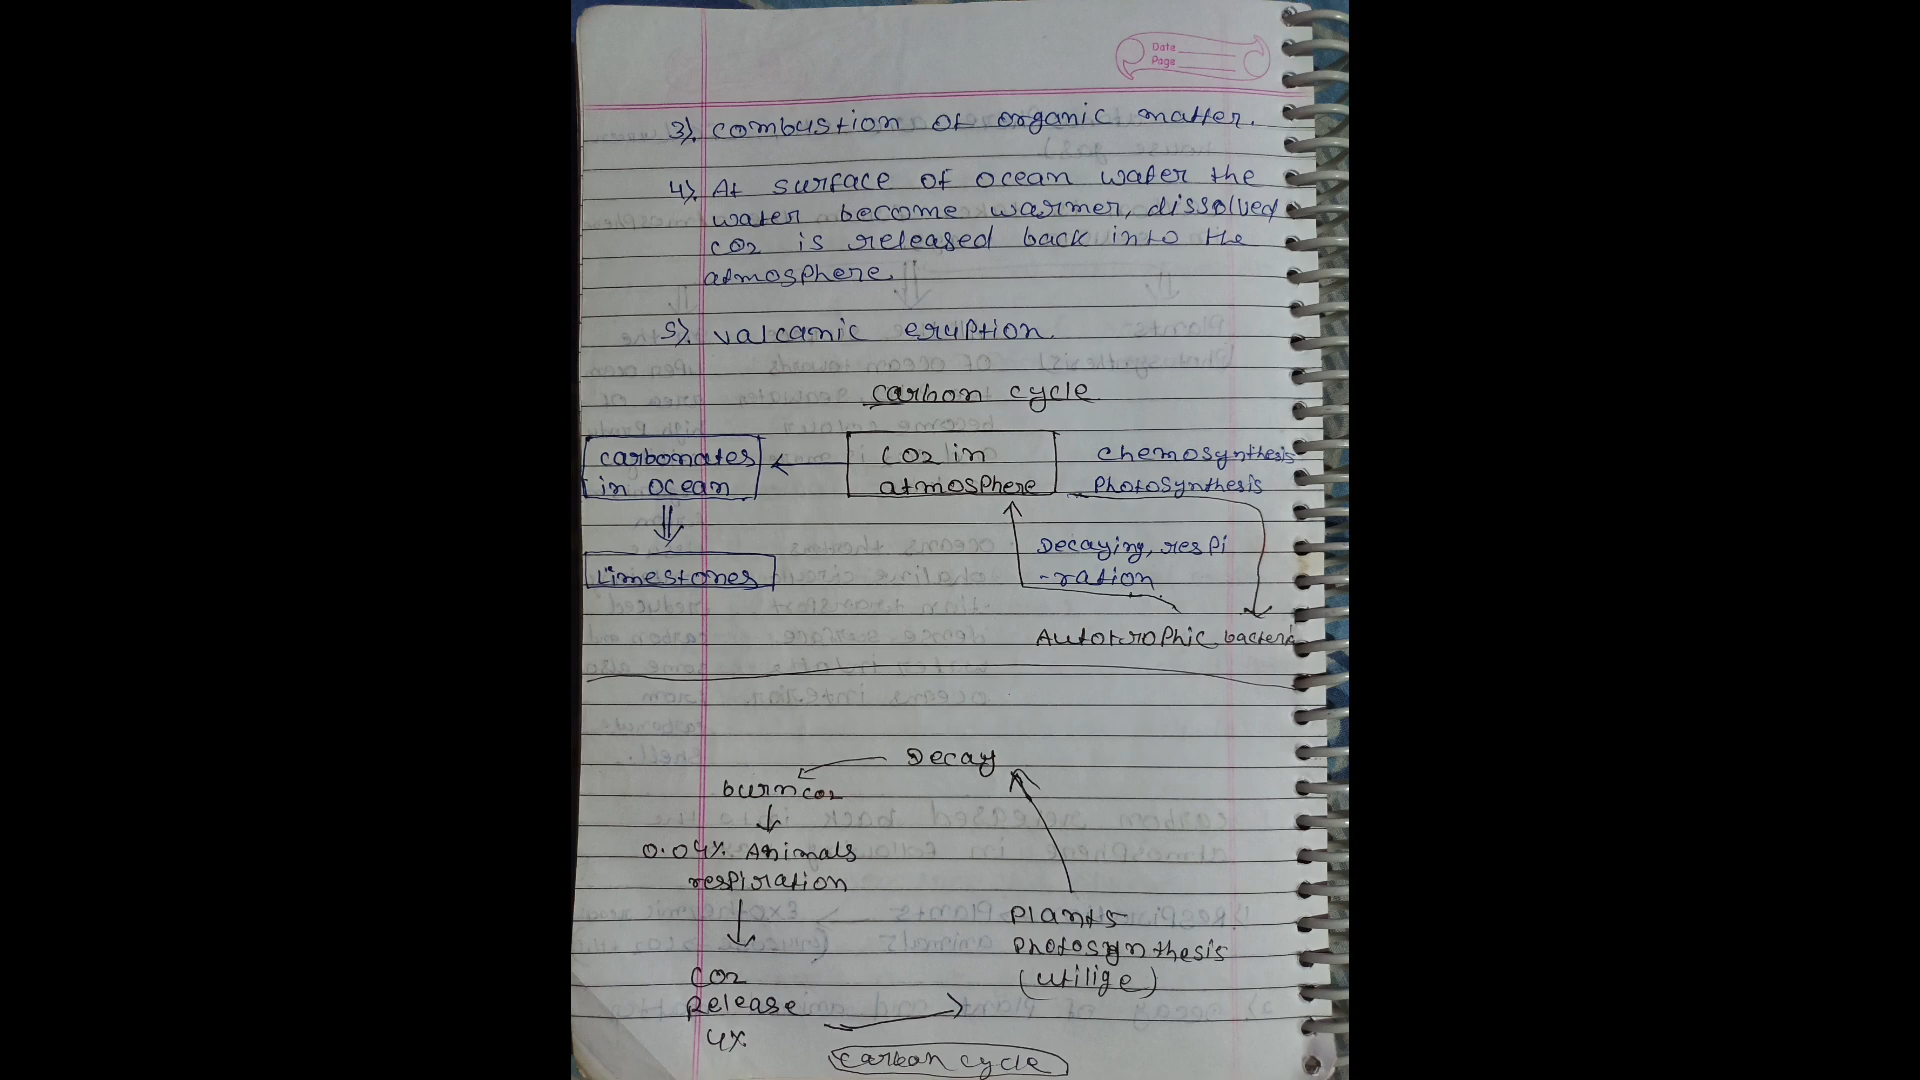 Date
Page
3). combustion of organic matter.
4). At surface of ocean water the
water become warmer, dissolved
CO2 is released back into the
atmosphere.
5). valcanic eruption.
carbon cycle
carbonates
in ocean
CO2 in
atmosphere
chemosynthesis
photosynthesis
Limestones
Decaying, respi
-ration
Autotrophic bacteria
Decay
burn CO2
0.04% Animals
respiration
CO2
Release
4%
Plants
photosynthesis
(utilige)
carbon cycle